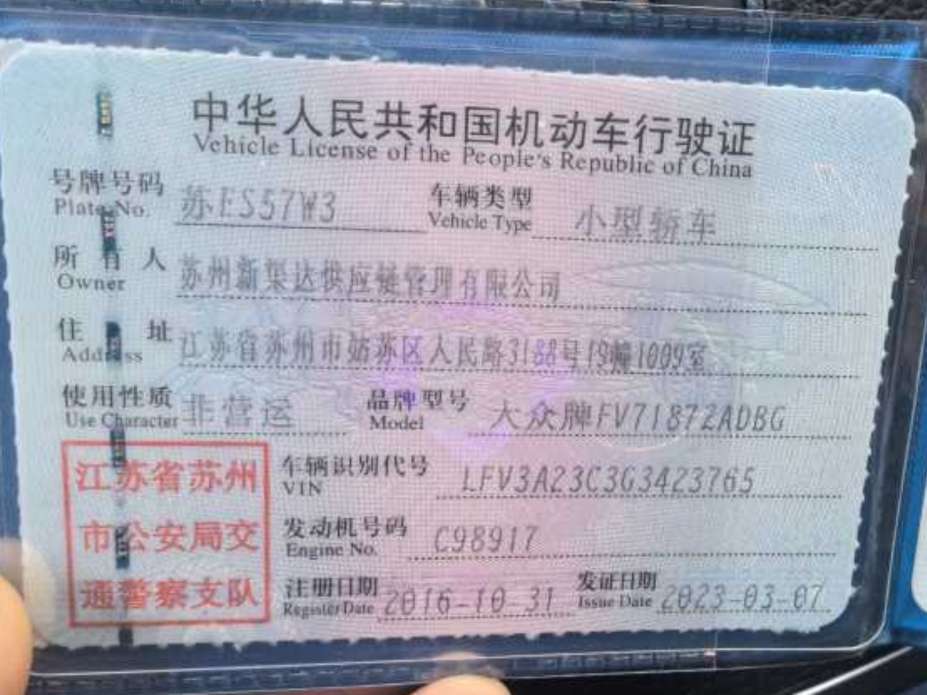 中华人民共和国机动车行驶证
Vehicle License of the People's Republic of China
号牌号码 苏ES57W3 车辆类型 小型轿车
Plate No. Vehicle Type
所有人 苏州新集达供应链管理有限公司
Owner
住址 江苏省苏州市姑苏区人民路3188号19幢1009室
Address
使用性质 非营运 品牌型号 大众牌FV7187ZADBG
Use Character Model
江苏省苏州
市公安局交
通警察支队
车辆识别代号 LFV3A23C3G3423765
VIN
发动机号码 C98917
Engine No.
注册日期 2016-10-31 发证日期 2023-03-07
Register Date Issue Date